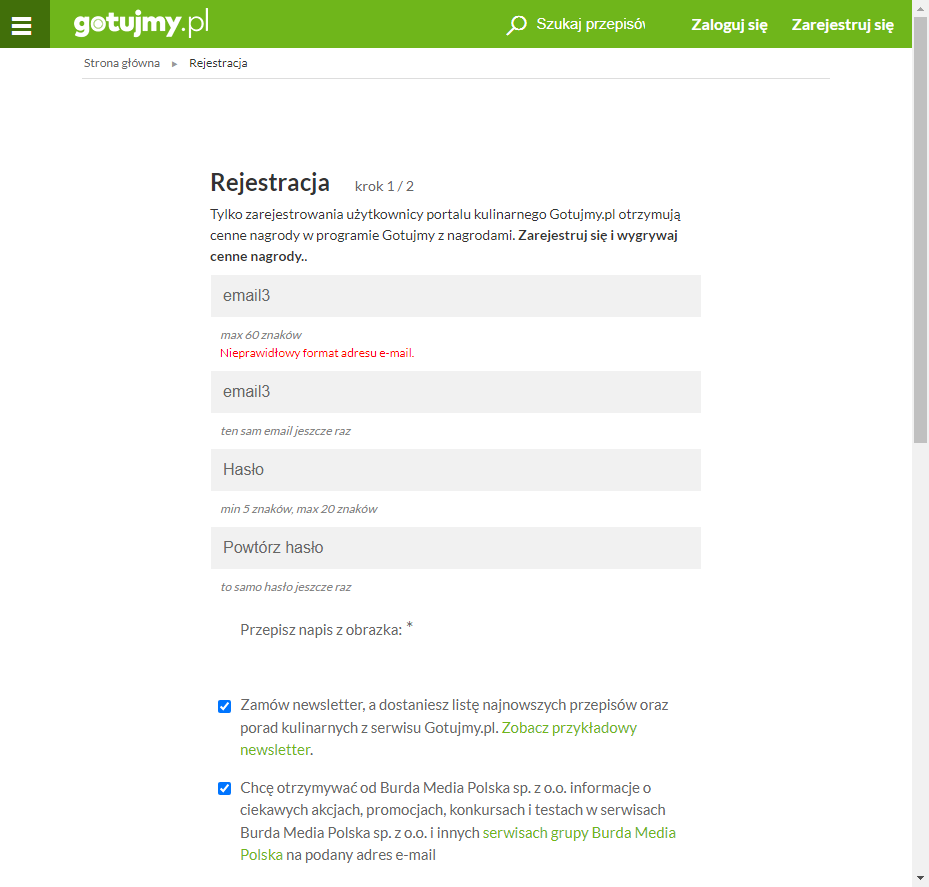 gotujmy.pl
Szukaj przepisów
Zaloguj się
Zarejestruj się
Strona główna ▸ Rejestracja
Rejestracja krok 1 / 2
Tylko zarejestrowania użytkownicy portalu kulinarnego Gotujmy.pl otrzymują
cenne nagrody w programie Gotujmy z nagrodami. Zarejestruj się i wygrywaj
cenne nagrody..
email3
max 60 znaków
Nieprawidłowy format adresu e-mail.
email3
ten sam email jeszcze raz
Hasło
min 5 znaków, max 20 znaków
Powtórz hasło
to samo hasło jeszcze raz
Przepisz napis z obrazka: *
Zamów newsletter, a dostaniesz listę najnowszych przepisów oraz
porad kulinarnych z serwisu Gotujmy.pl. Zobacz przykładowy
newsletter.
Chcę otrzymywać od Burda Media Polska sp. z o.o. informacje o
ciekawych akcjach, promocjach, konkursach i testach w serwisach
Burda Media Polska sp. z o.o. i innych serwisach grupy Burda Media
Polska na podany adres e-mail